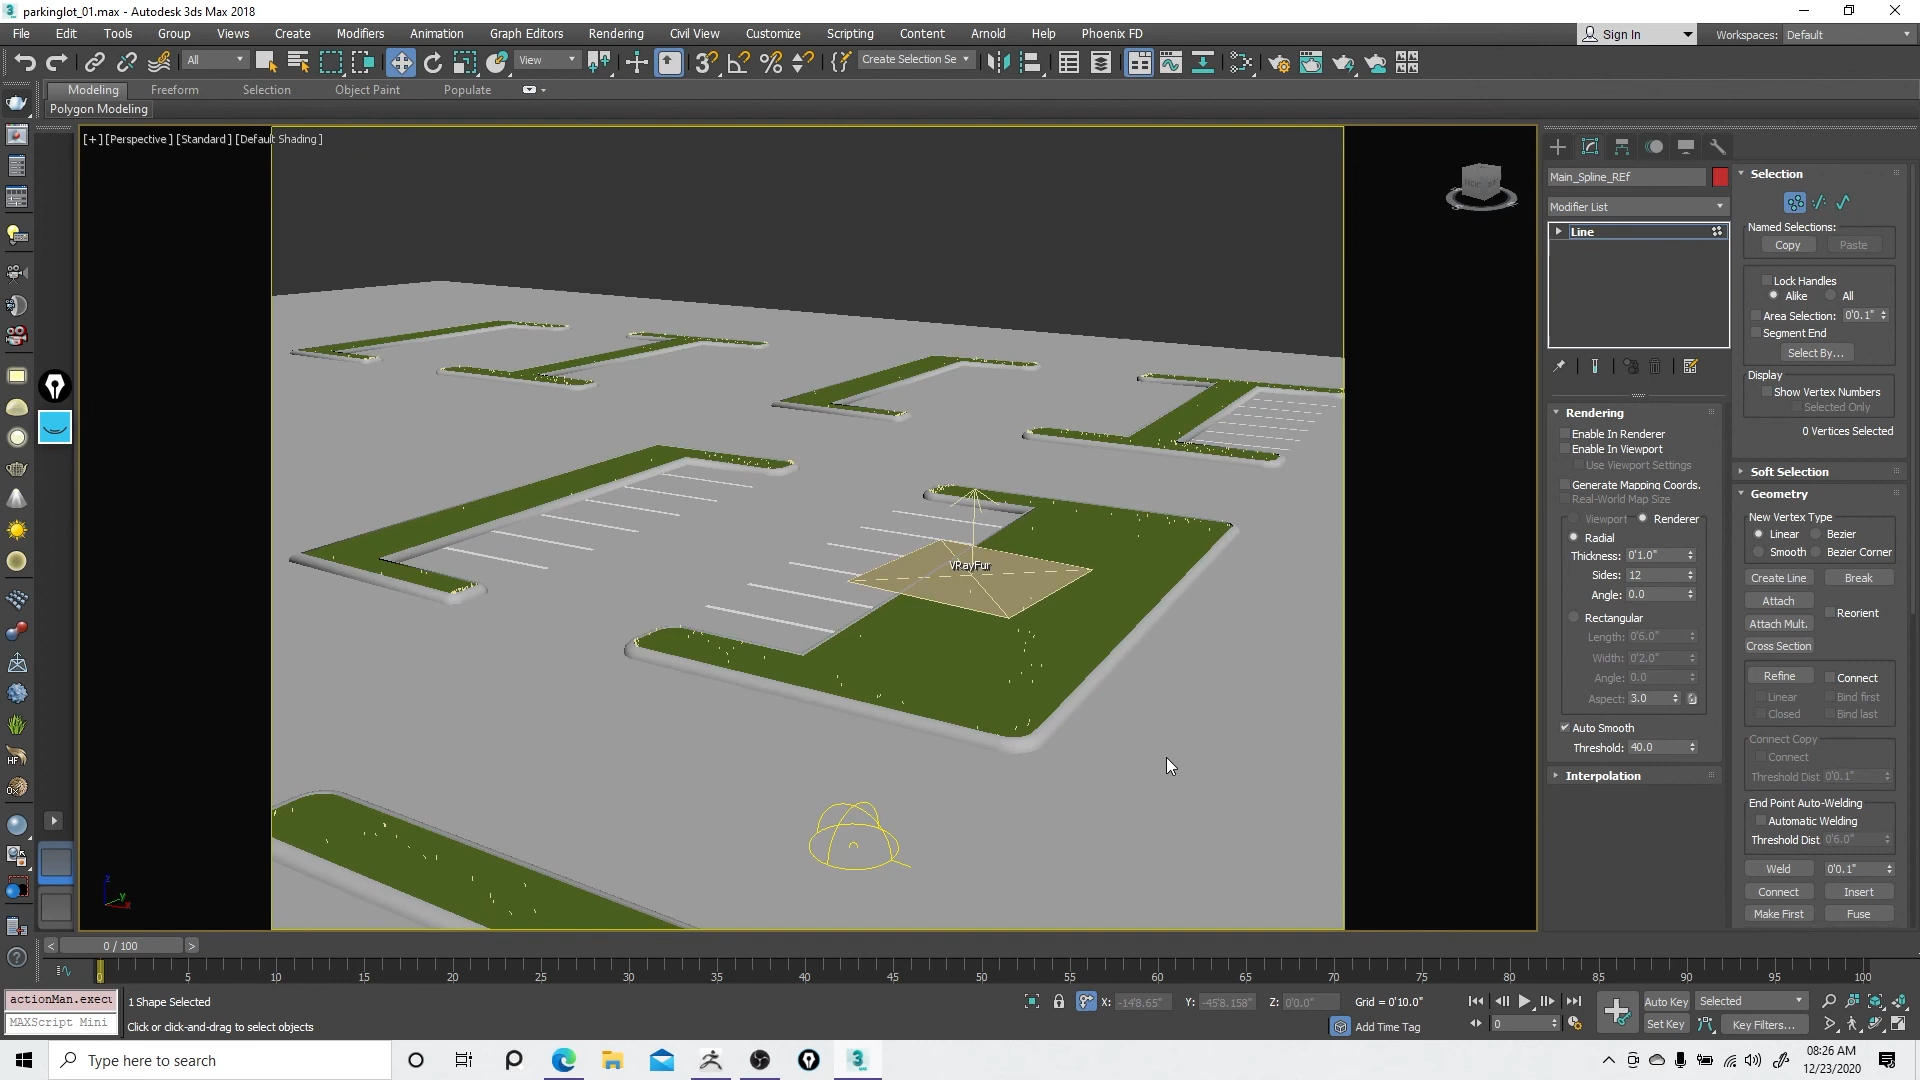 parkinglot_01.max - Autodesk 3ds Max 2018
File Edit Tools Group Views Create Modifiers Animation Graph Editors Rendering Civil View Customize Scripting Content Arnold Help Phoenix FD
Sign In
Workspaces: Default
All
View
Create Selection Se
Modeling Freeform Selection Object Paint Populate
Polygon Modeling
[+] [Perspective] [Standard] [Default Shading]
VRayFur
Main_Spline_REf
Modifier List
Line
Rendering
Enable In Renderer
Enable In Viewport
Use Viewport Settings
Generate Mapping Coords.
Real-World Map Size
Viewport Renderer
Radial
Thickness: 0'1.0"
Sides: 12
Angle: 0.0
Rectangular
Length: 0'6.0"
Width: 0'2.0"
Angle: 0.0
Aspect: 3.0
Auto Smooth
Threshold: 40.0
Interpolation
Selection
Named Selections:
Copy Paste
Lock Handles
Alike All
Area Selection: 0'0.1"
Segment End
Select By...
Display
Show Vertex Numbers
Selected Only
0 Vertices Selected
Soft Selection
Geometry
New Vertex Type
Linear Bezier
Smooth Bezier Corner
Create Line Break
Attach
Reorient
Attach Mult.
Cross Section
Refine Connect
Linear Bind first
Closed Bind last
Connect Copy
Connect
Threshold Dist 0'0.1"
End Point Auto-Welding
Automatic Welding
Threshold Dist 0'6.0"
Weld 0'0.1"
Connect Insert
Make First Fuse
HF
z
y
x
< 0 / 100 >
0 5 10 15 20 25 30 35 40 45 50 55 60 65 70 75 80 85 90 95 100
actionMan.execu
1 Shape Selected
X: -14'8.65" Y: -45'8.158" Z: 0'0.0" Grid = 0'10.0"
Auto Key Selected
MAXScript Mini
Click or click-and-drag to select objects
Add Time Tag
0
Set Key Key Filters...
Type here to search
08:26 AM
12/23/2020